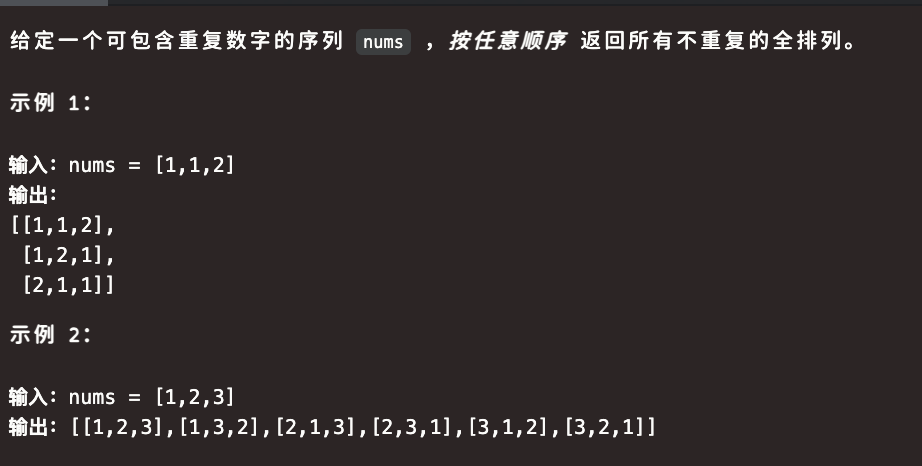 给定一个可包含重复数字的序列 nums ，按任意顺序 返回所有不重复的全排列。
示例 1：
输入：nums = [1,1,2]
输出：
[[1,1,2],
 [1,2,1],
 [2,1,1]]
示例 2：
输入：nums = [1,2,3]
输出：[[1,2,3],[1,3,2],[2,1,3],[2,3,1],[3,1,2],[3,2,1]]